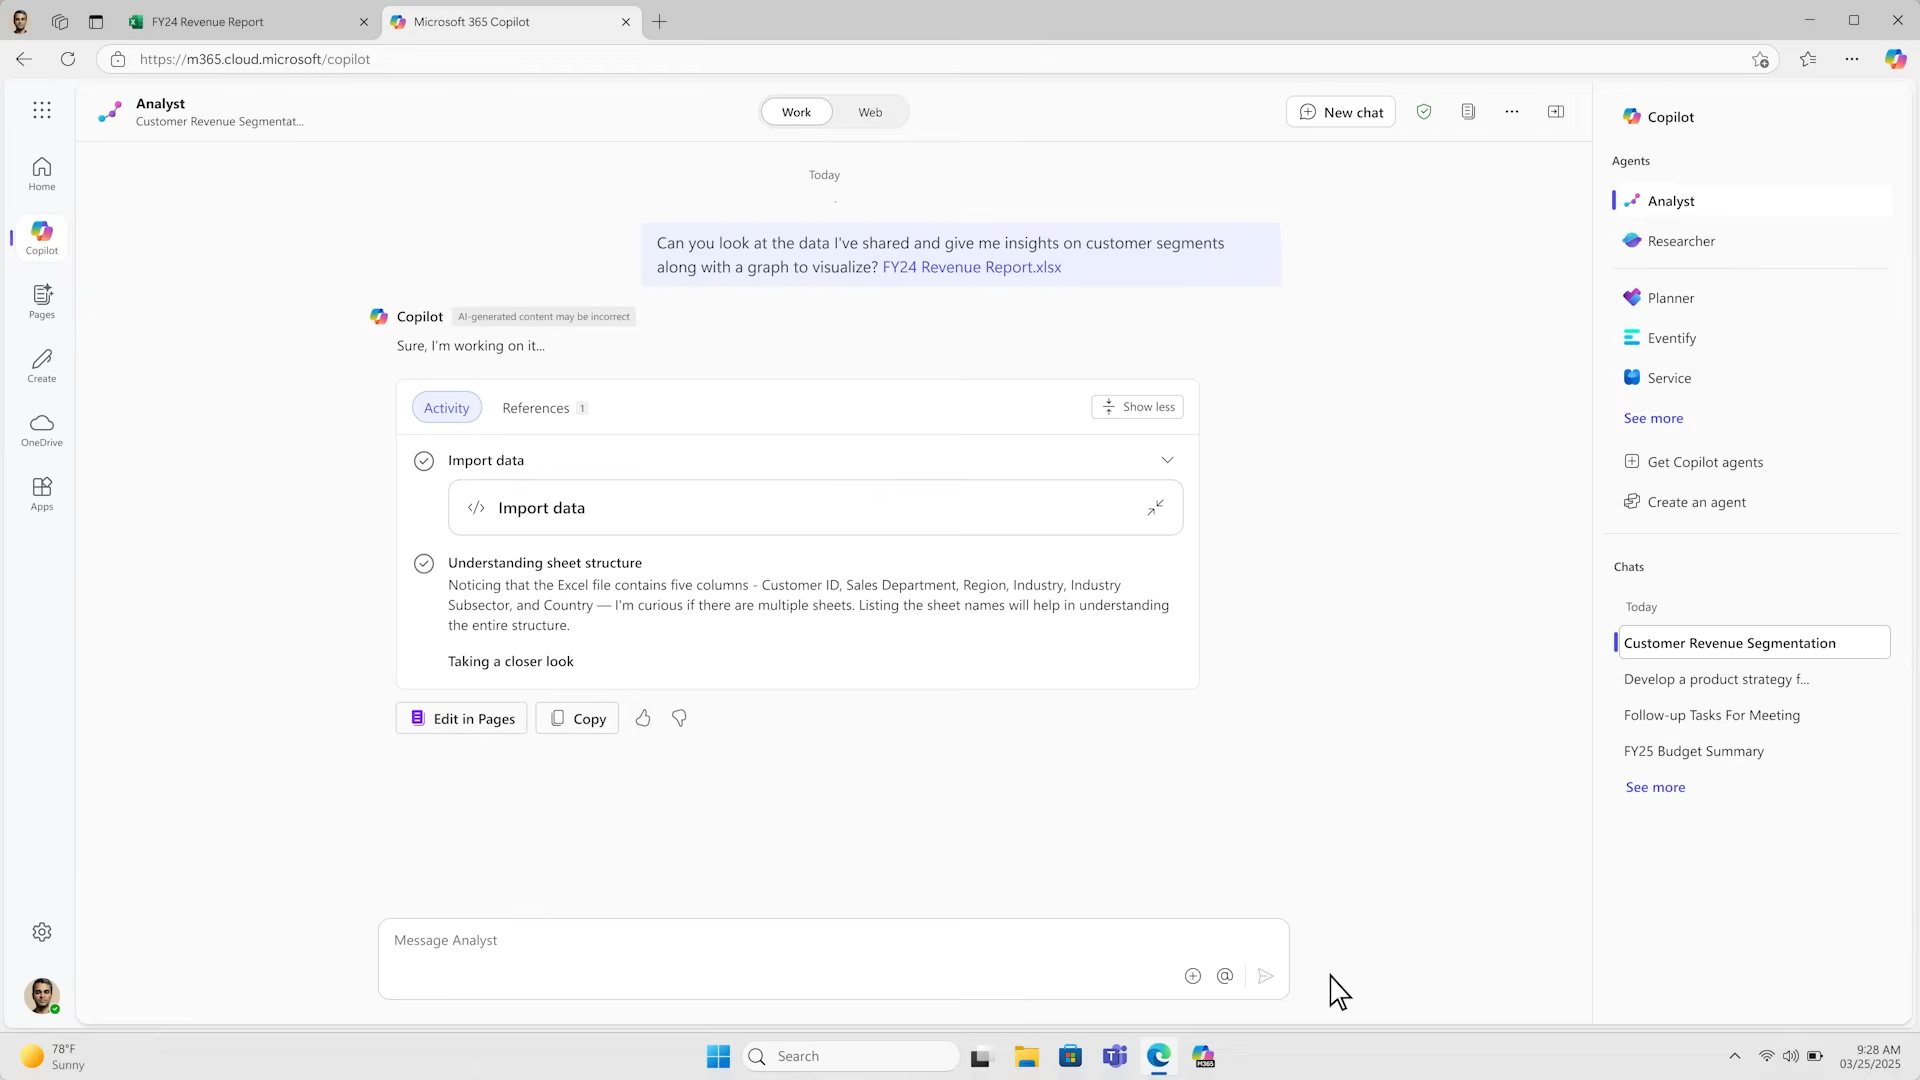 FY24 Revenue Report
Microsoft 365 Copilot
https://m365.cloud.microsoft/copilot
Analyst
Customer Revenue Segmentat...
Work
Web
New chat
Home
Copilot
Pages
Create
OneDrive
Apps
Today
Can you look at the data I've shared and give me insights on customer segments
along with a graph to visualize? FY24 Revenue Report.xlsx
Copilot
AI-generated content may be incorrect
Sure, I'm working on it...
Activity
References 1
Show less
Import data
</> Import data
Understanding sheet structure
Noticing that the Excel file contains five columns - Customer ID, Sales Department, Region, Industry, Industry
Subsector, and Country — I'm curious if there are multiple sheets. Listing the sheet names will help in understanding
the entire structure.
Taking a closer look
Edit in Pages
Copy
Message Analyst
Copilot
Agents
Analyst
Researcher
Planner
Eventify
Service
See more
Get Copilot agents
Create an agent
Chats
Today
Customer Revenue Segmentation
Develop a product strategy f...
Follow-up Tasks For Meeting
FY25 Budget Summary
See more
78°F
Sunny
Search
M365
9:28 AM
03/25/2025